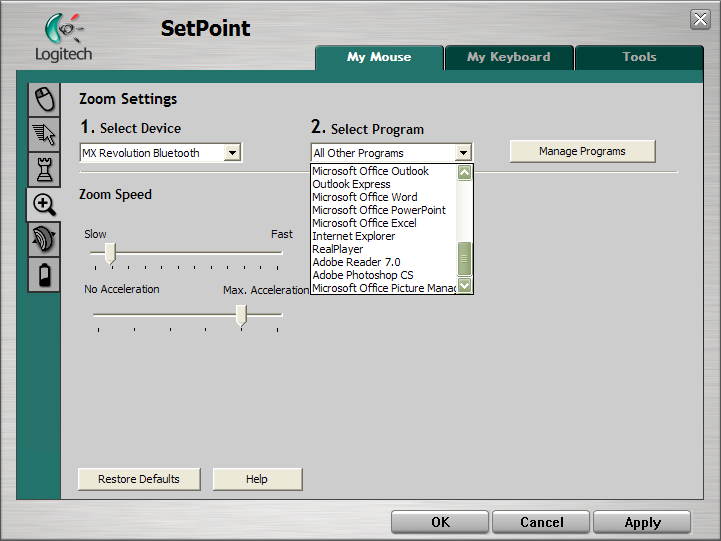 Logitech
SetPoint
My Mouse
My Keyboard
Tools
Zoom Settings
1. Select Device
2. Select Program
MX Revolution Bluetooth
All Other Programs
Manage Programs
Microsoft Office Outlook
Outlook Express
Microsoft Office Word
Microsoft Office PowerPoint
Microsoft Office Excel
Internet Explorer
RealPlayer
Adobe Reader 7.0
Adobe Photoshop CS
Microsoft Office Picture Manag
Zoom Speed
Slow
Fast
No Acceleration
Max. Acceleration
Restore Defaults
Help
OK
Cancel
Apply